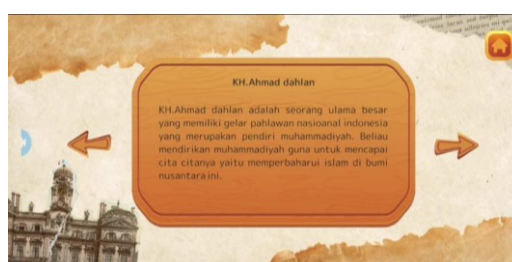 KH.Ahmad dahlan
KH.Ahmad dahlan adalah seorang ulama besar
yang memiliki gelar pahlawan nasioanal indonesia
yang merupakan pendiri muhammadiyah. Beliau
mendirikan muhammadiyah guna untuk mencapai
cita citanya yaitu memperbaharui islam di bumi
nusantara ini.